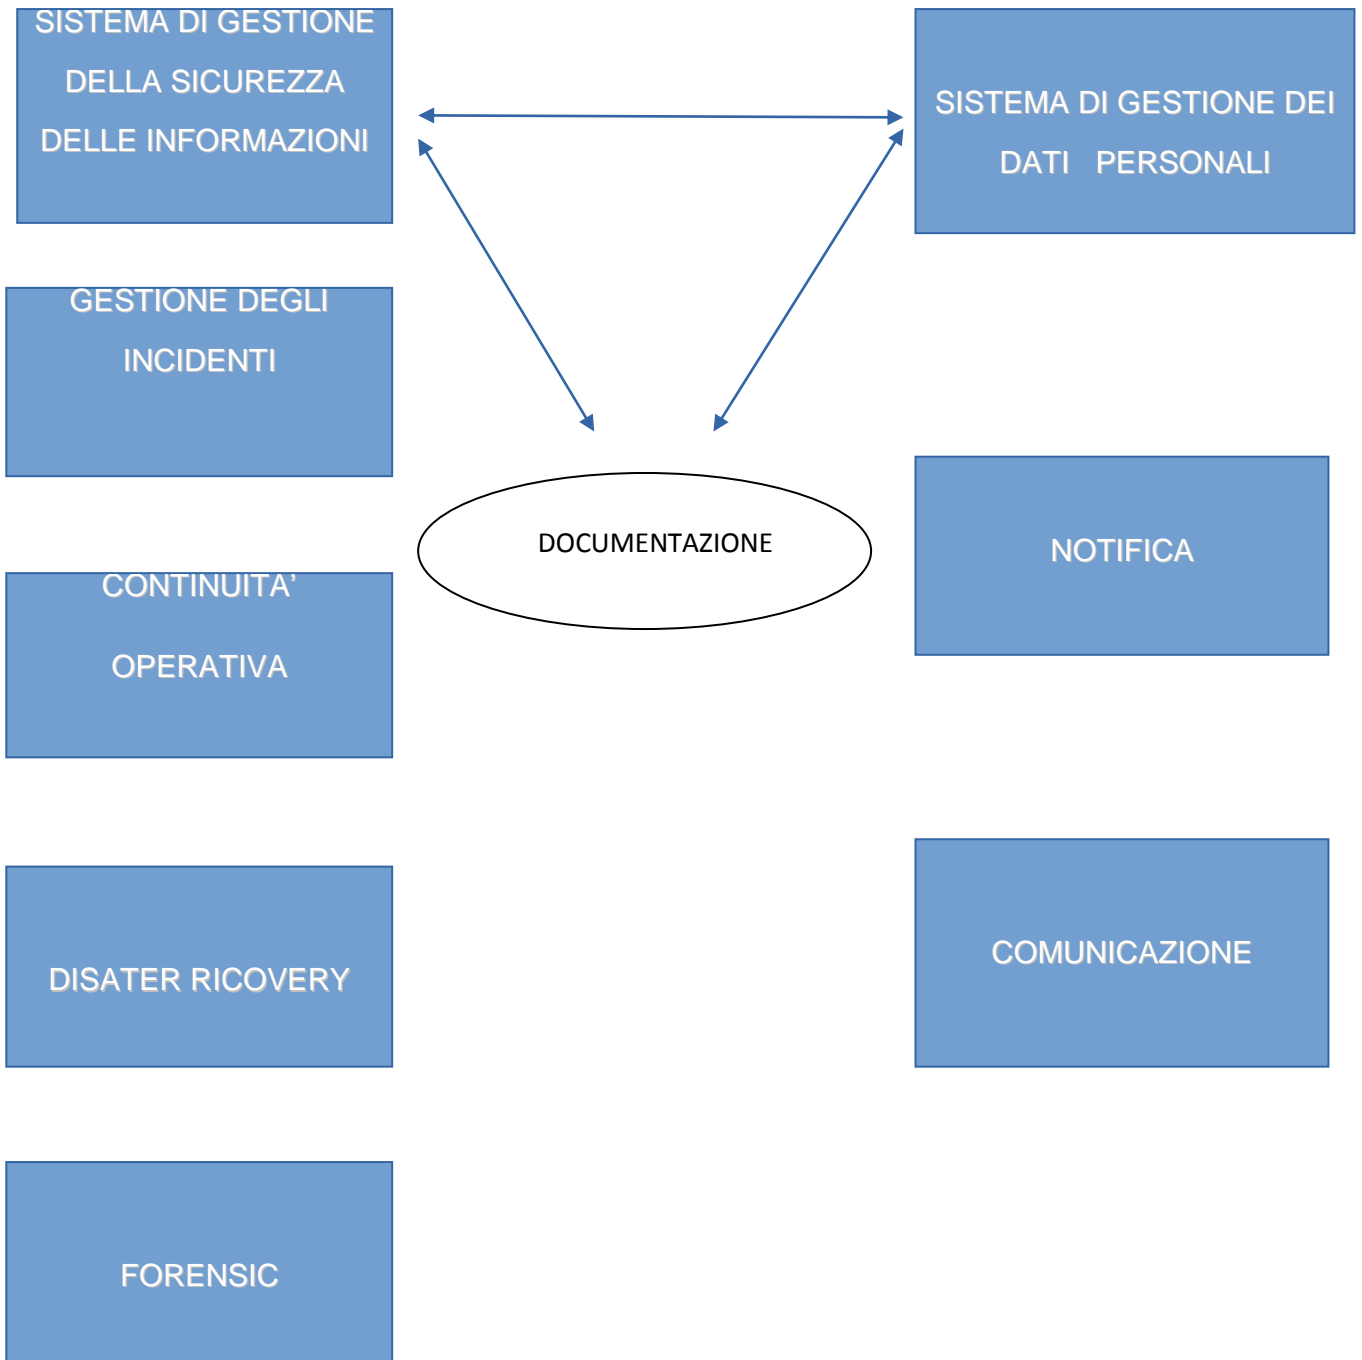 SISTEMA DI GESTIONE
DELLA SICUREZZA
DELLE INFORMAZIONI
SISTEMA DI GESTIONE DEI
DATI PERSONALI
GESTIONE DEGLI
INCIDENTI
DOCUMENTAZIONE
NOTIFICA
CONTINUITA’
OPERATIVA
DISATER RICOVERY
COMUNICAZIONE
FORENSIC